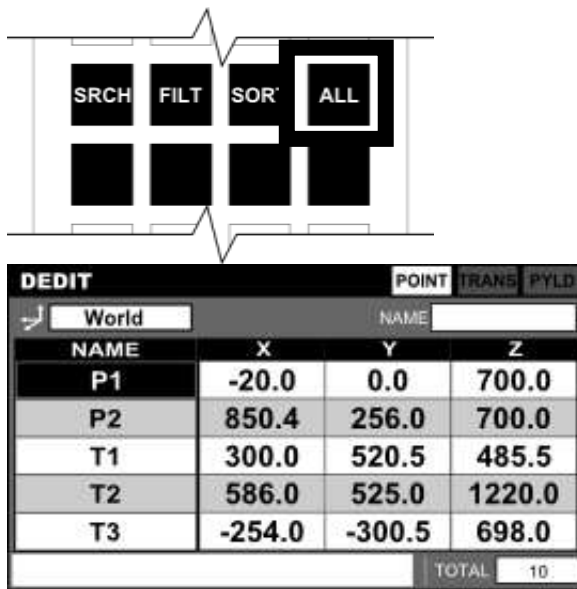 SRCH FILT SOR ALL
DEDIT POINT TRANS PYLD
World NAME
NAME X Y Z
P1 -20.0 0.0 700.0
P2 850.4 256.0 700.0
T1 300.0 520.5 485.5
T2 586.0 525.0 1220.0
T3 -254.0 -300.5 698.0
TOTAL 10